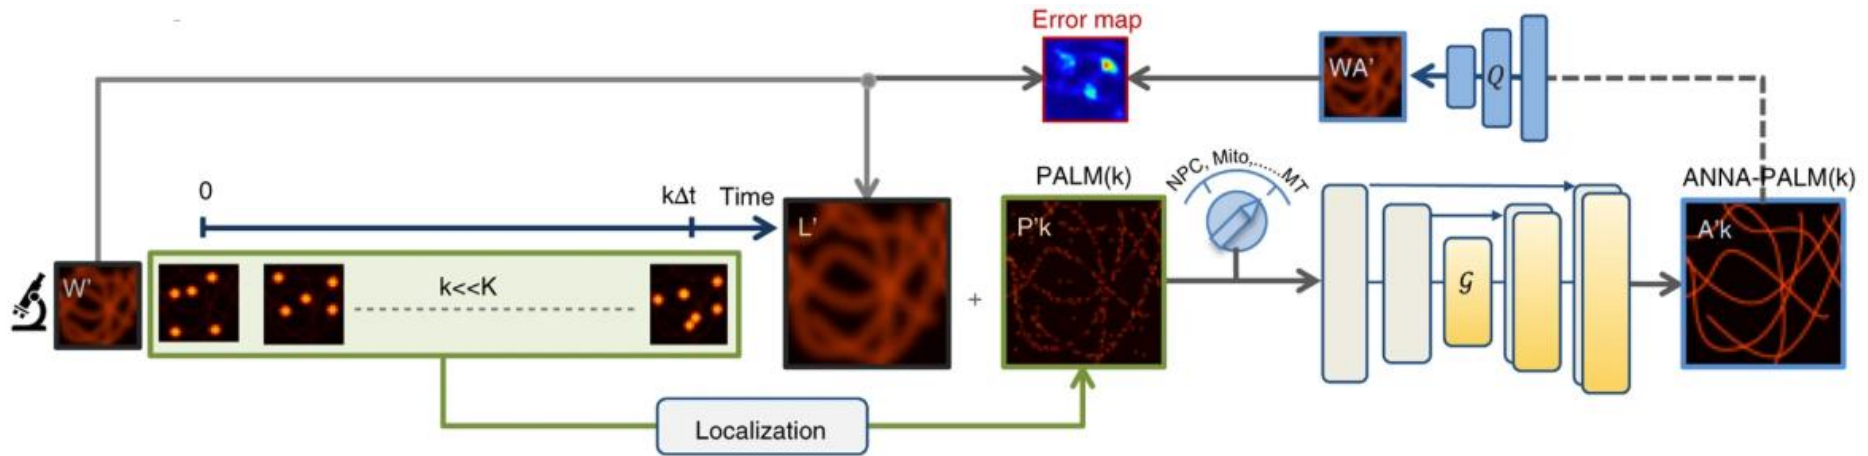 Error map
WA'
Q
0
kΔt
Time
PALM(k)
NPC, Mito,......MT
ANNA-PALM(k)
W'
k<<K
L'
+
P'k
G
A'k
Localization